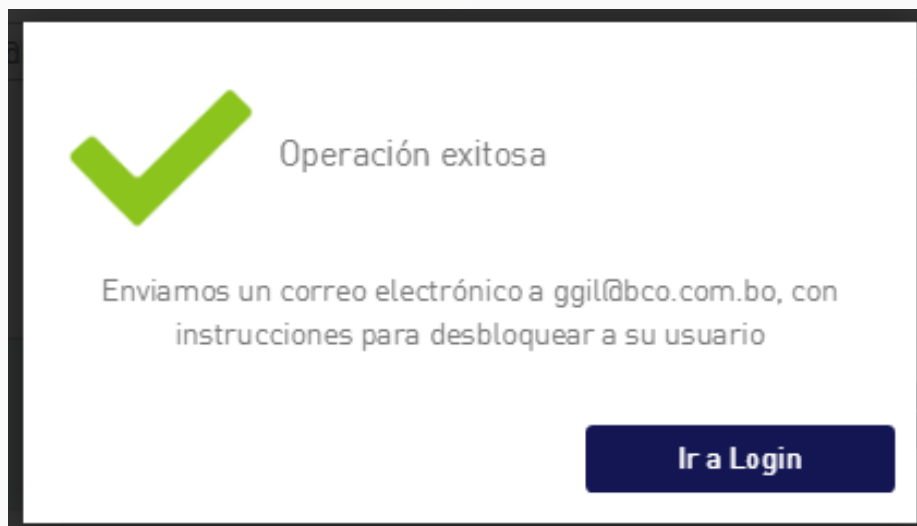 Operación exitosa
Enviamos un correo electrónico a ggil@bco.com.bo, con
instrucciones para desbloquear a su usuario
Ir a Login